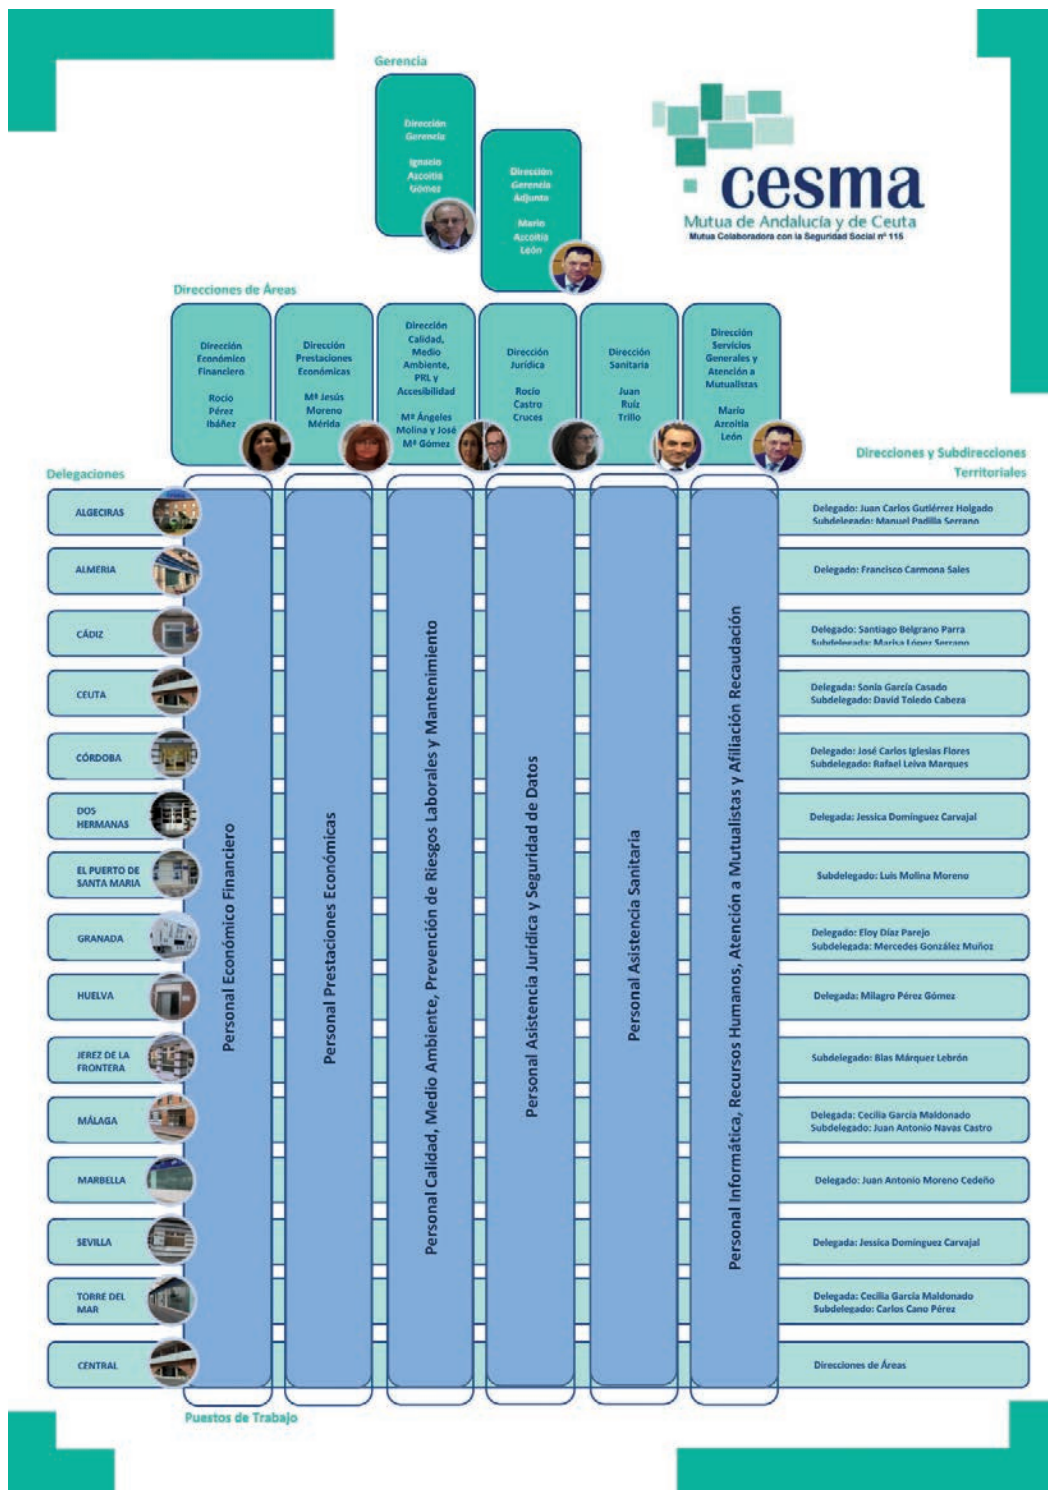 Gerencia
Dirección
Gerencia
Ignacio
Azcoitia
Gómez
Dirección
Gerencia
Adjunta
Mario
Azcoitia
León
cesma
Mutua de Andalucía y de Ceuta
Mutua Colaboradora con la Seguridad Social nº 115
Direcciones de Áreas
Dirección
Económico
Financiero
Rocío
Pérez
Ibáñez
Dirección
Prestaciones
Económicas
Mª Jesús
Moreno
Mérida
Dirección
Calidad,
Medio
Ambiente,
PRL y
Accesibilidad
Mª Ángeles
Molina y José
Mª Gómez
Dirección
Jurídica
Rocío
Castro
Cruces
Dirección
Sanitaria
Juan
Ruiz
Trillo
Dirección
Servicios
Generales y
Atención a
Mutualistas
Mario
Azcoitia
León
Direcciones y Subdirecciones
Territoriales
Delegaciones
ALGECIRAS
Delegado: Juan Carlos Gutiérrez Holgado
Subdelegado: Manuel Padilla Serrano
ALMERIA
Delegado: Francisco Carmona Sales
CÁDIZ
Delegado: Santiago Belgrano Parra
Subdelegada: Marisa López Serrano
CEUTA
Delegada: Sonia García Casado
Subdelegado: David Toledo Cabeza
CÓRDOBA
Delegado: José Carlos Iglesias Flores
Subdelegado: Rafael Leiva Marques
DOS
HERMANAS
Delegada: Jessica Domínguez Carvajal
EL PUERTO DE
SANTA MARIA
Subdelegado: Luis Molina Moreno
GRANADA
Delegado: Eloy Díaz Parejo
Subdelegada: Mercedes González Muñoz
HUELVA
Delegada: Milagro Pérez Gómez
JEREZ DE LA
FRONTERA
Subdelegado: Blas Márquez Lebrón
MÁLAGA
Delegada: Cecilia García Maldonado
Subdelegado: Juan Antonio Navas Castro
MARBELLA
Delegado: Juan Antonio Moreno Cedeño
SEVILLA
Delegada: Jessica Domínguez Carvajal
TORRE DEL
MAR
Delegada: Cecilia García Maldonado
Subdelegado: Carlos Cano Pérez
CENTRAL
Direcciones de Áreas
Personal Económico Financiero
Personal Prestaciones Económicas
Personal Calidad, Medio Ambiente, Prevención de Riesgos Laborales y Mantenimiento
Personal Asistencia Jurídica y Seguridad de Datos
Personal Asistencia Sanitaria
Personal Informática, Recursos Humanos, Atención a Mutualistas y Afiliación Recaudación
Puestos de Trabajo